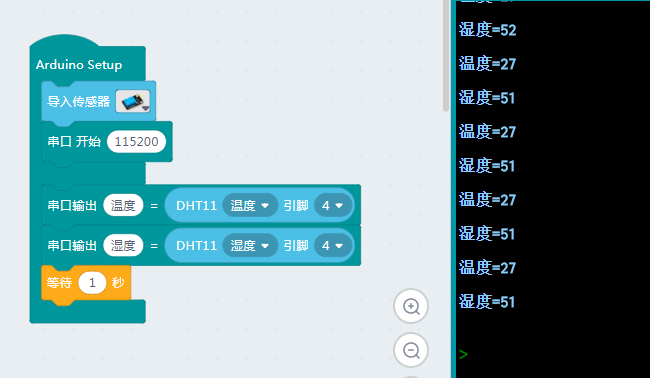 Arduino Setup
导入传感器
串口 开始 115200
串口输出 温度 = DHT11 温度 引脚 4
串口输出 湿度 = DHT11 湿度 引脚 4
等待 1 秒
湿度=52
温度=27
湿度=51
温度=27
湿度=51
温度=27
湿度=51
温度=27
湿度=51
>